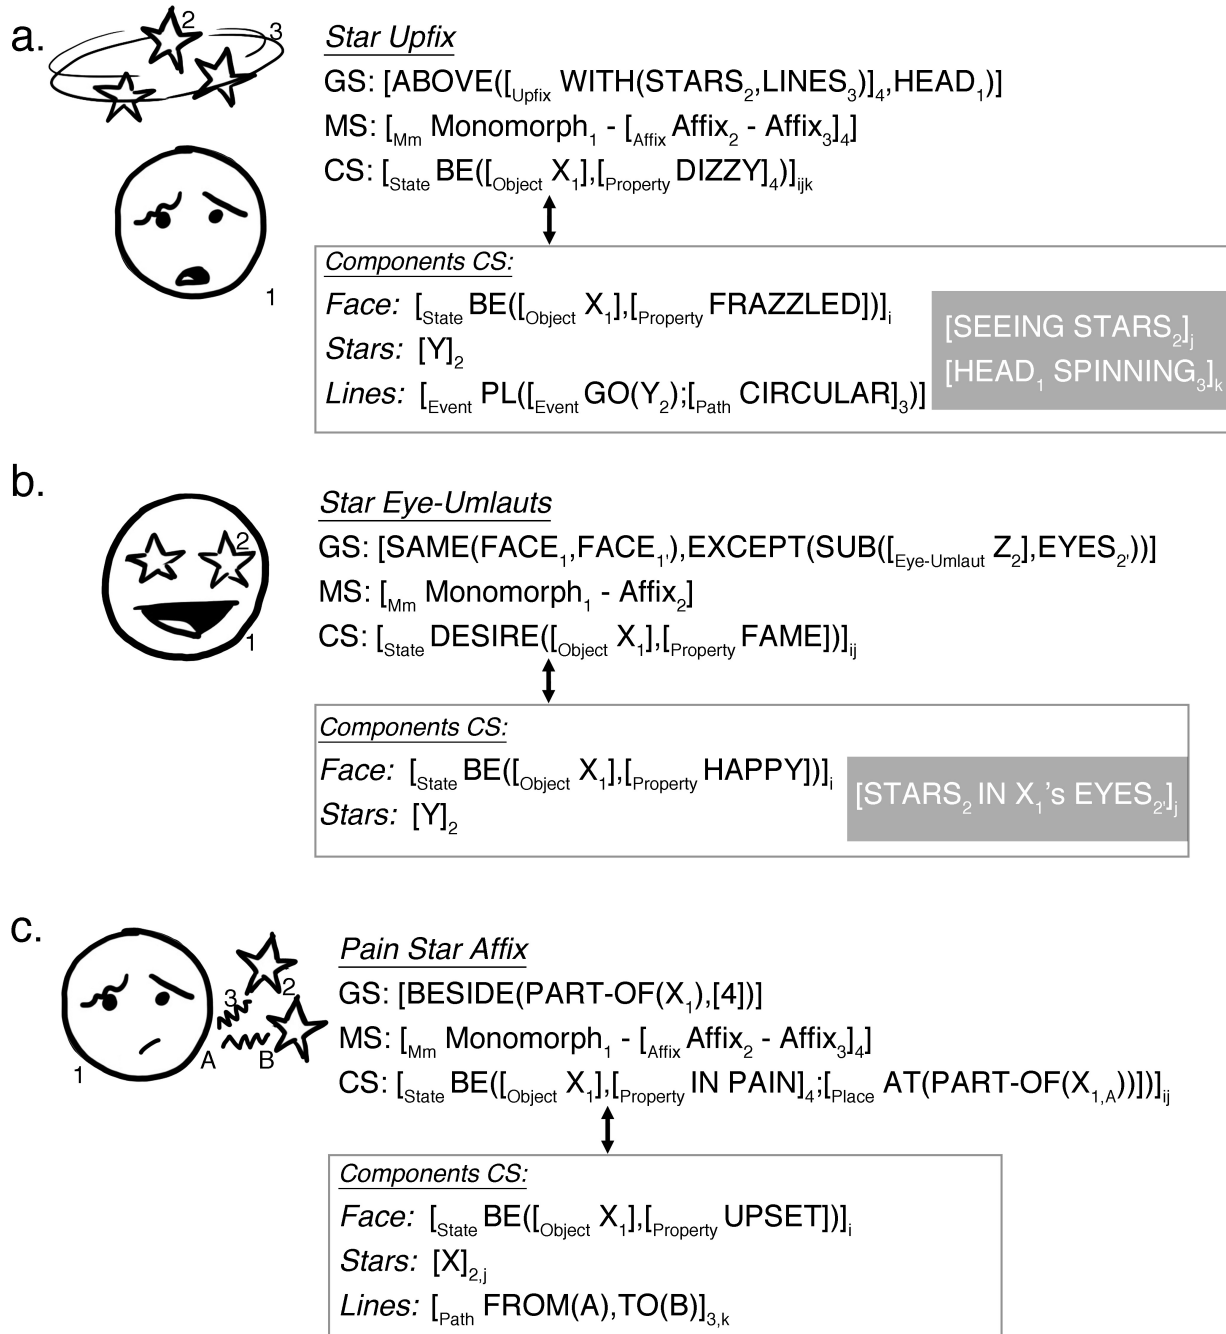 a.
2
3
1
Star Upfix
GS: [ABOVE([Upfix WITH(STARS2,LINES3)]4,HEAD1)]
MS: [Mm Monomorph1 - [Affix Affix2 - Affix3]4]
CS: [State BE([Object X1],[Property DIZZY]4)]ijk
Components CS:
Face: [State BE([Object X1],[Property FRAZZLED])]i
Stars: [Y]2
Lines: [Event PL([Event GO(Y2);[Path CIRCULAR]3)]
[SEEING STARS2]j
[HEAD1 SPINNING3]k
b.
2
1
Star Eye-Umlauts
GS: [SAME(FACE1,FACE1'),EXCEPT(SUB([Eye-Umlaut Z2],EYES2'))]
MS: [Mm Monomorph1 - Affix2]
CS: [State DESIRE([Object X1],[Property FAME])]ij
Components CS:
Face: [State BE([Object X1],[Property HAPPY])]i
Stars: [Y]2
[STARS2 IN X1's EYES2']j
c.
2
3
A
B
1
Pain Star Affix
GS: [BESIDE(PART-OF(X1),[4])]
MS: [Mm Monomorph1 - [Affix Affix2 - Affix3]4]
CS: [State BE([Object X1],[Property IN PAIN]4;[Place AT(PART-OF(X1,A))])]ij
Components CS:
Face: [State BE([Object X1],[Property UPSET])]i
Stars: [X]2,j
Lines: [Path FROM(A),TO(B)]3,k